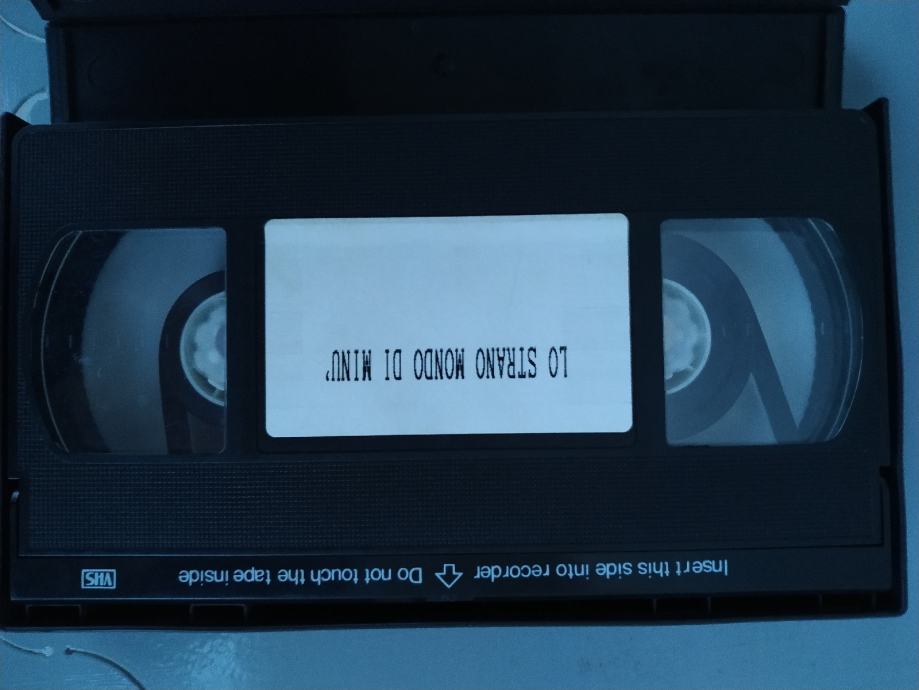 LO STRANO MONDO DI MINU'
Insert this side into recorder Do not touch the tape inside VHS